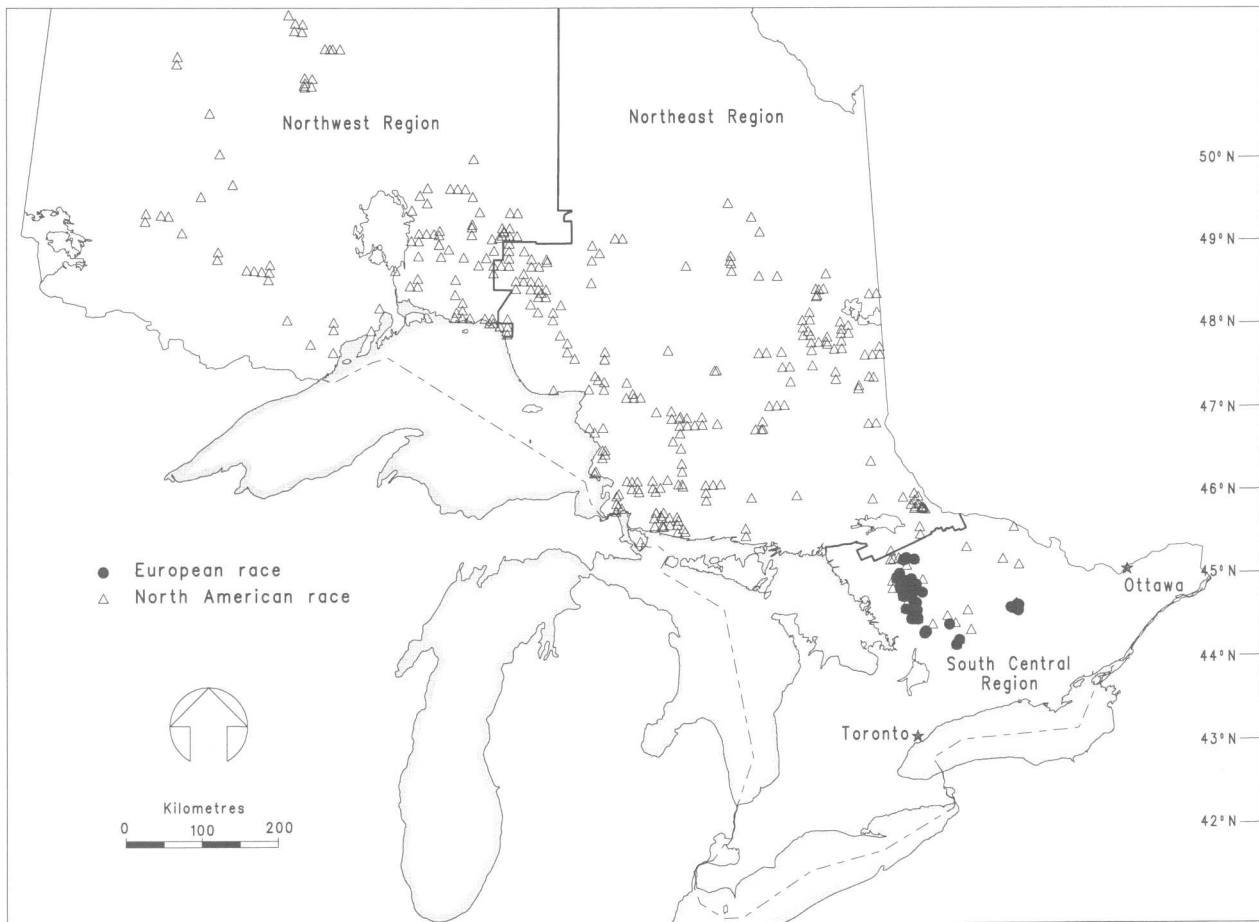 Northwest Region
Northeast Region
50° N
49° N
48° N
47° N
46° N
45° N
44° N
43° N
42° N
European race
North American race
Ottawa
South Central
Region
Toronto
Kilometres
0 100 200